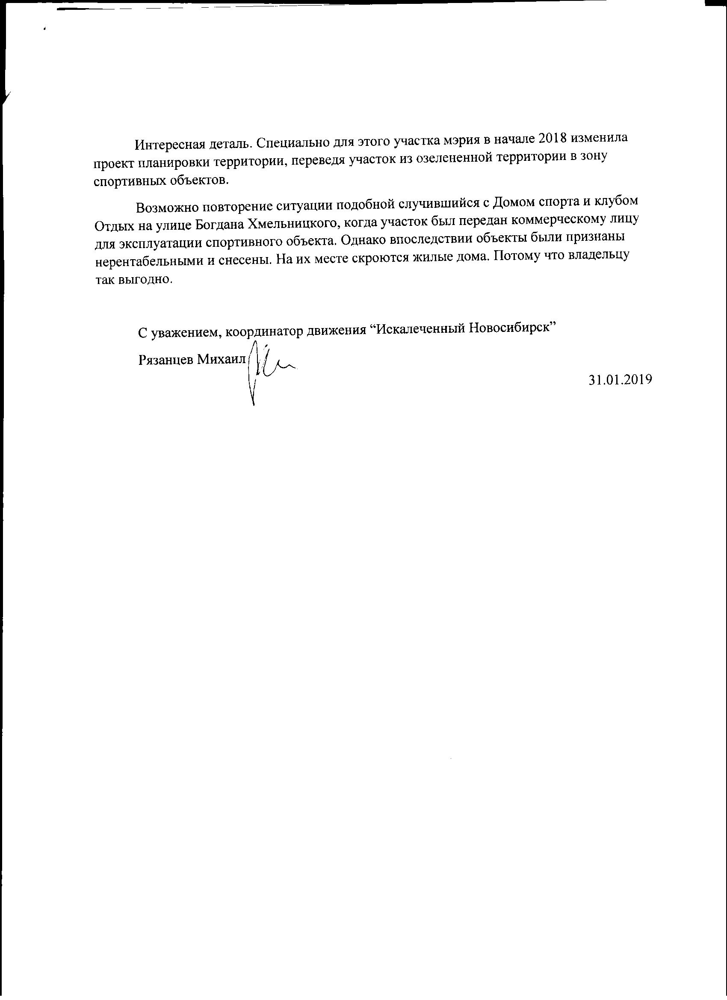 Интересная деталь. Специально для этого участка мэрия в начале 2018 изменила
проект планировки территории, переведя участок из озелененной территории в зону
спортивных объектов.
Возможно повторение ситуации подобной случившийся с Домом спорта и клубом
Отдых на улице Богдана Хмельницкого, когда участок был передан коммерческому лицу
для эксплуатации спортивного объекта. Однако впоследствии объекты были признаны
нерентабельными и снесены. На их месте скроются жилые дома. Потому что владельцу
так выгодно.
С уважением, координатор движения “Искалеченный Новосибирск”
Рязанцев Михаил
31.01.2019